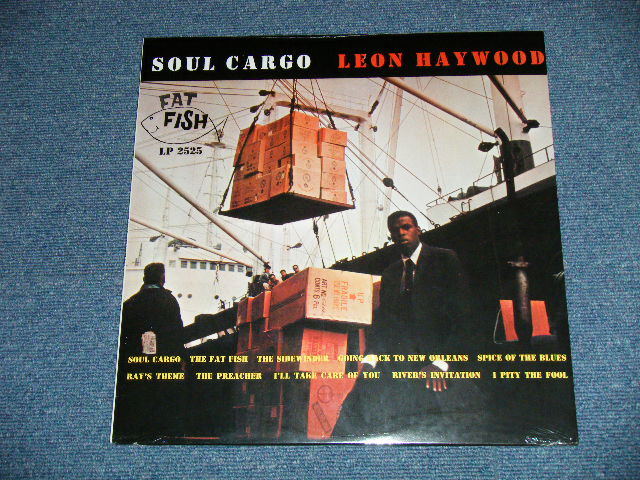 SOUL CARGO LEON HAYWOOD
FAT
FISH
LP 2525
FRAGILE
SOUL CARGO THE FAT FISH THE SIDEWINDER GOING BACK TO NEW ORLEANS SPICE OF THE BLUES
RAY'S THEME THE PREACHER I'LL TAKE CARE OF YOU RIVER'S INVITATION I PITY THE FOOL